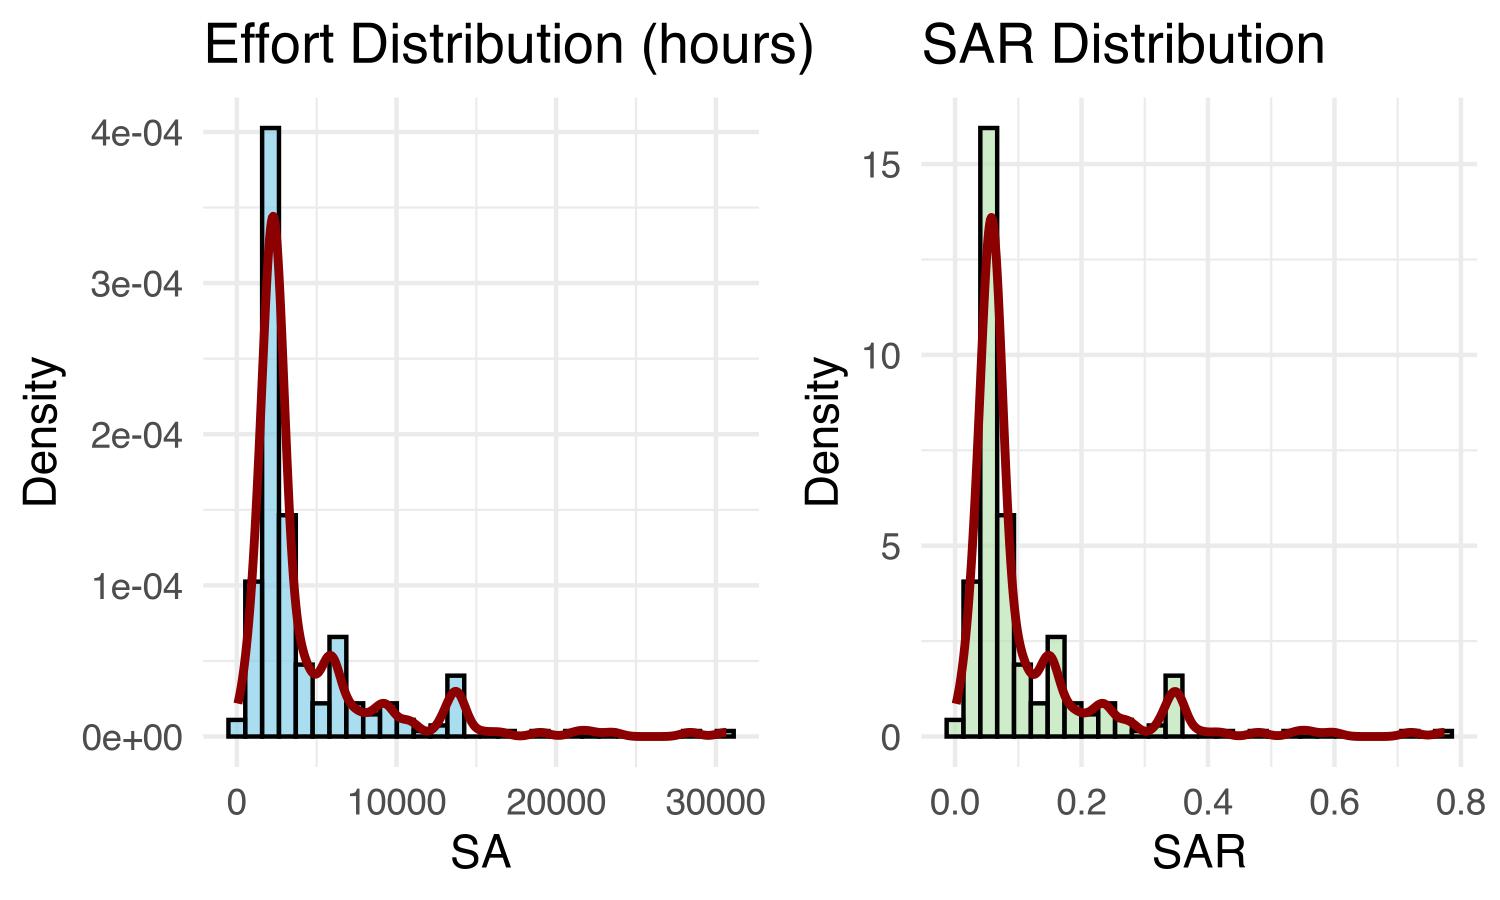 Effort Distribution (hours)
4e-04
3e-04
2e-04
1e-04
0e+00
Density
0 10000 20000 30000
SA
SAR Distribution
15
10
5
0
Density
0.0 0.2 0.4 0.6 0.8
SAR